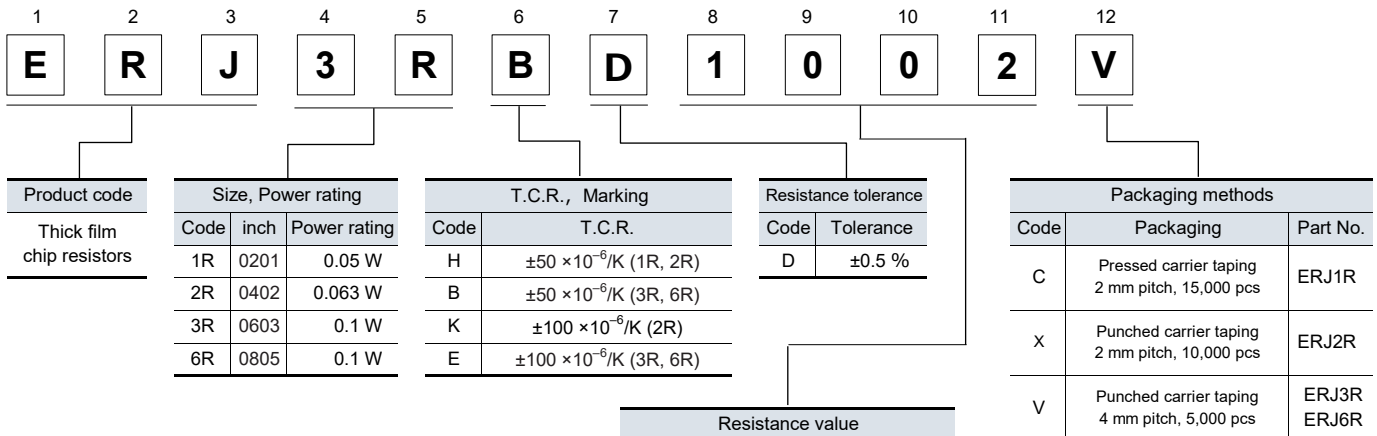 1 2 3 4 5 6 7 8 9 10 11 12
E R J 3 R B D 1 0 0 2 V
Product code
Thick film
chip resistors
Size, Power rating
Code inch Power rating
1R 0201 0.05 W
2R 0402 0.063 W
3R 0603 0.1 W
6R 0805 0.1 W
T.C.R., Marking
Code T.C.R.
H ±50 ×10⁻⁶/K (1R, 2R)
B ±50 ×10⁻⁶/K (3R, 6R)
K ±100 ×10⁻⁶/K (2R)
E ±100 ×10⁻⁶/K (3R, 6R)
Resistance tolerance
Code Tolerance
D ±0.5 %
Resistance value
Packaging methods
Code Packaging Part No.
C Pressed carrier taping
2 mm pitch, 15,000 pcs ERJ1R
X Punched carrier taping
2 mm pitch, 10,000 pcs ERJ2R
V Punched carrier taping
4 mm pitch, 5,000 pcs ERJ3R
ERJ6R